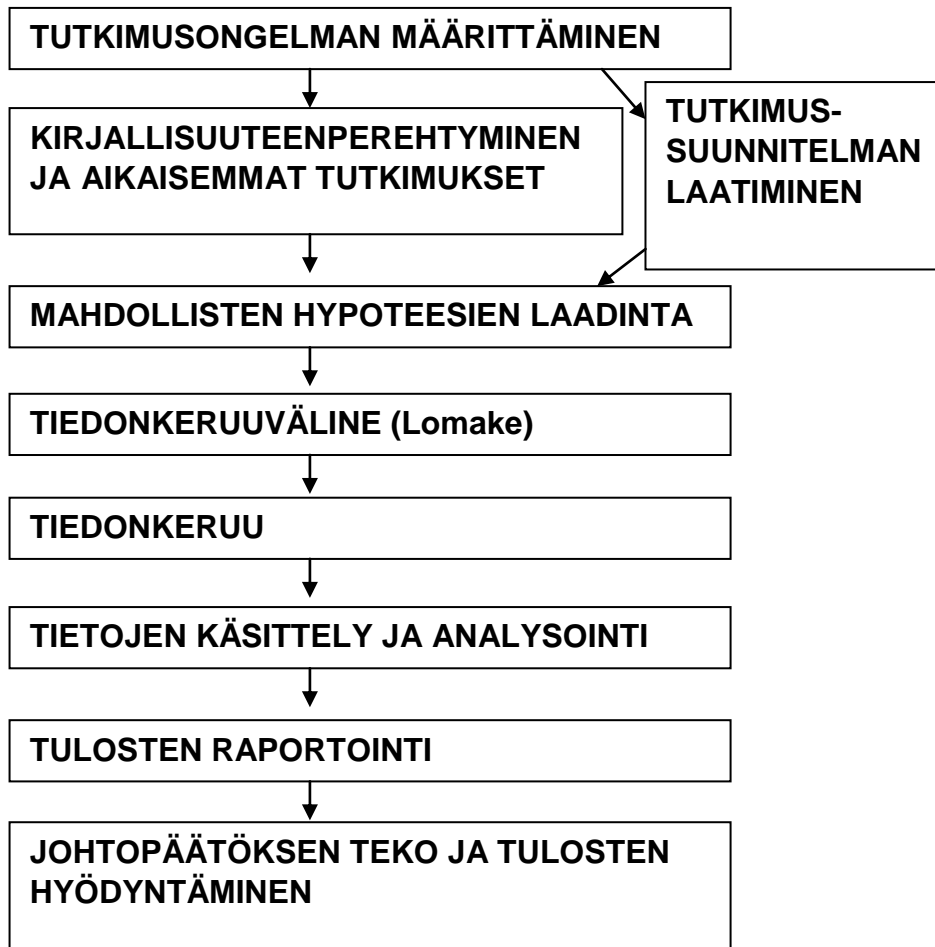 TUTKIMUSONGELMAN MÄÄRITTÄMINEN
KIRJALLISUUTEENPEREHTYMINEN
JA AIKAISEMMAT TUTKIMUKSET
TUTKIMUS-
SUUNNITELMAN
LAATIMINEN
MAHDOLLISTEN HYPOTEESIEN LAADINTA
TIEDONKERUUVÄLINE (Lomake)
TIEDONKERUU
TIETOJEN KÄSITTELY JA ANALYSOINTI
TULOSTEN RAPORTOINTI
JOHTOPÄÄTÖKSEN TEKO JA TULOSTEN
HYÖDYNTÄMINEN